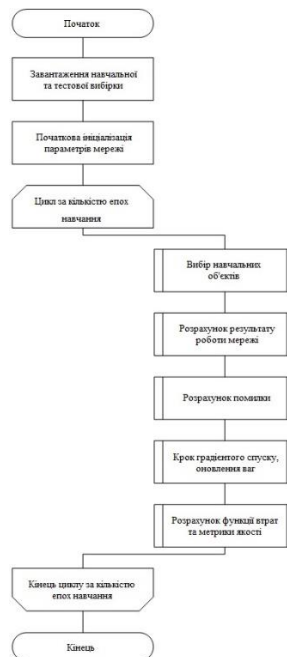 Початок
Завантаження навчальної
та тестової вибірки
Початкова ініціалізація
параметрів мережі
Цикл за кількістю епох
навчання
Вибір навчальних
об'єктів
Розрахунок результату
роботи мережі
Розрахунок помилки
Крок градієнтого спуску,
оновлення ваг
Розрахунок функції втрат
та метрики якості
Кінець циклу за кількістю
епох навчання
Кінець